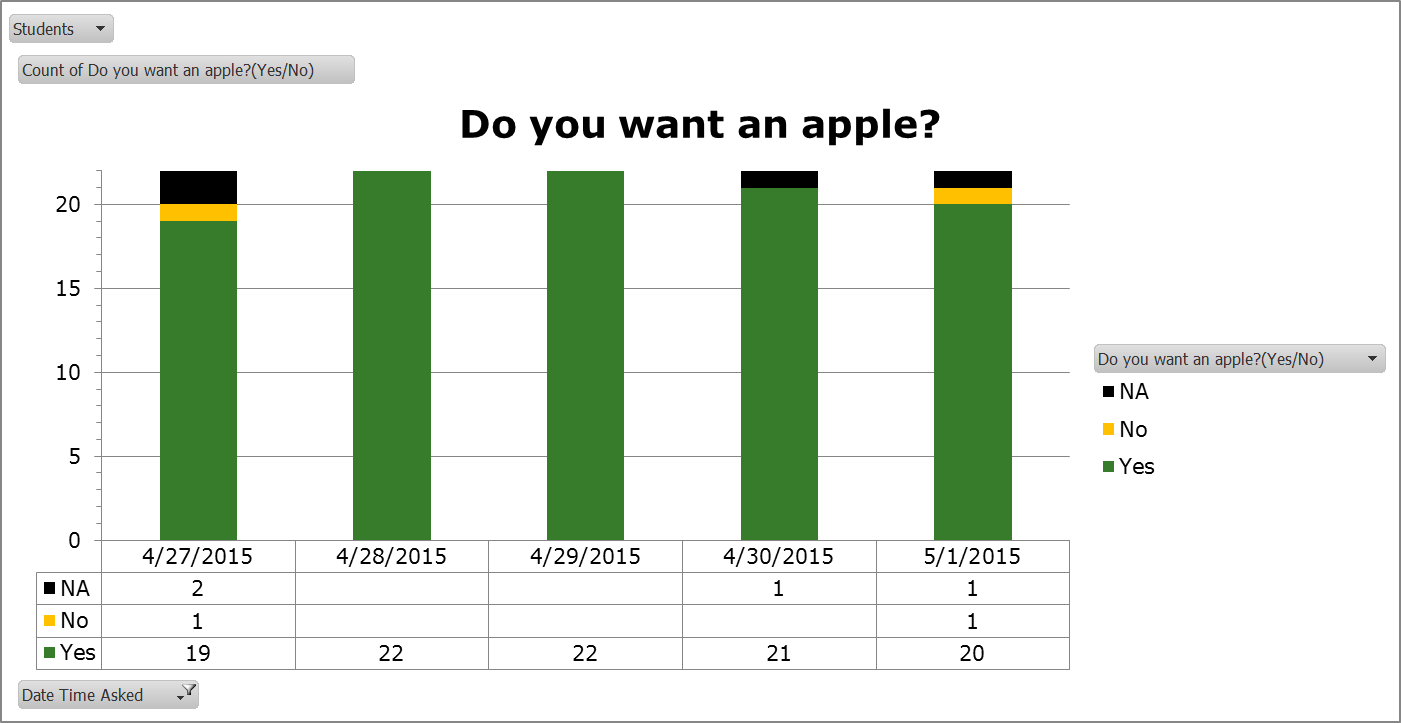 Students
Count of Do you want an apple?(Yes/No)
Do you want an apple?
20
15
10
5
0
Do you want an apple?(Yes/No)
NA
No
Yes
4/27/2015 4/28/2015 4/29/2015 4/30/2015 5/1/2015
NA 2 1 1
No 1 1
Yes 19 22 22 21 20
Date Time Asked